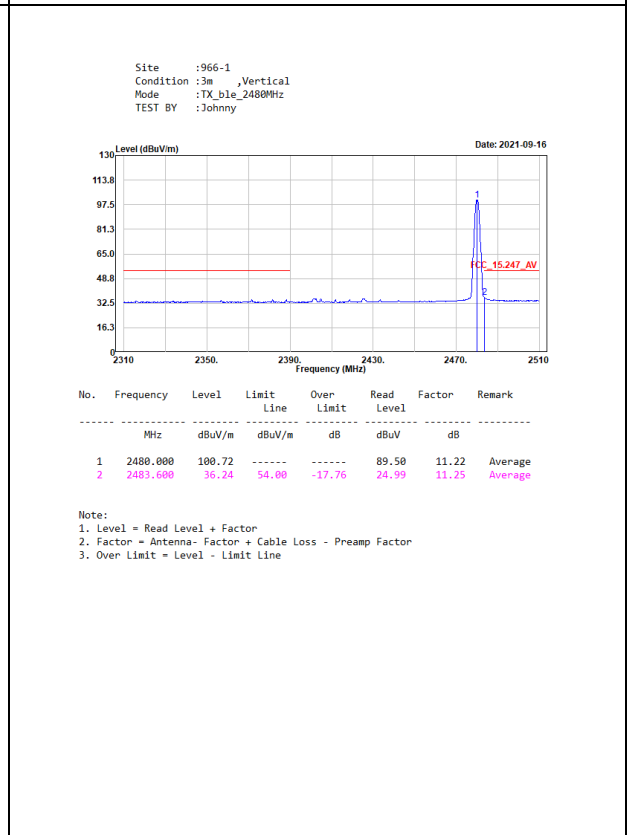 Site :966-1
Condition :3m ,Vertical
Mode :TX_ble_2480MHz
TEST BY :Johnny
Level (dBuV/m) Date: 2021-09-16
130
113.8
97.5
81.3
65.0
48.8
32.5
16.3
0
1
FCC_15.247_AV
2
2310 2350. 2390. 2430. 2470. 2510
Frequency (MHz)
No. Frequency Level Limit Over Read Factor Remark
Line Limit Level
------ ----------- -------- --------- --------- -------- -------- ---------
MHz dBuV/m dBuV/m dB dBuV dB
1 2480.000 100.72 ------ ------ 89.50 11.22 Average
2 2483.600 36.24 54.00 -17.76 24.99 11.25 Average
Note:
1. Level = Read Level + Factor
2. Factor = Antenna- Factor + Cable Loss - Preamp Factor
3. Over Limit = Level - Limit Line